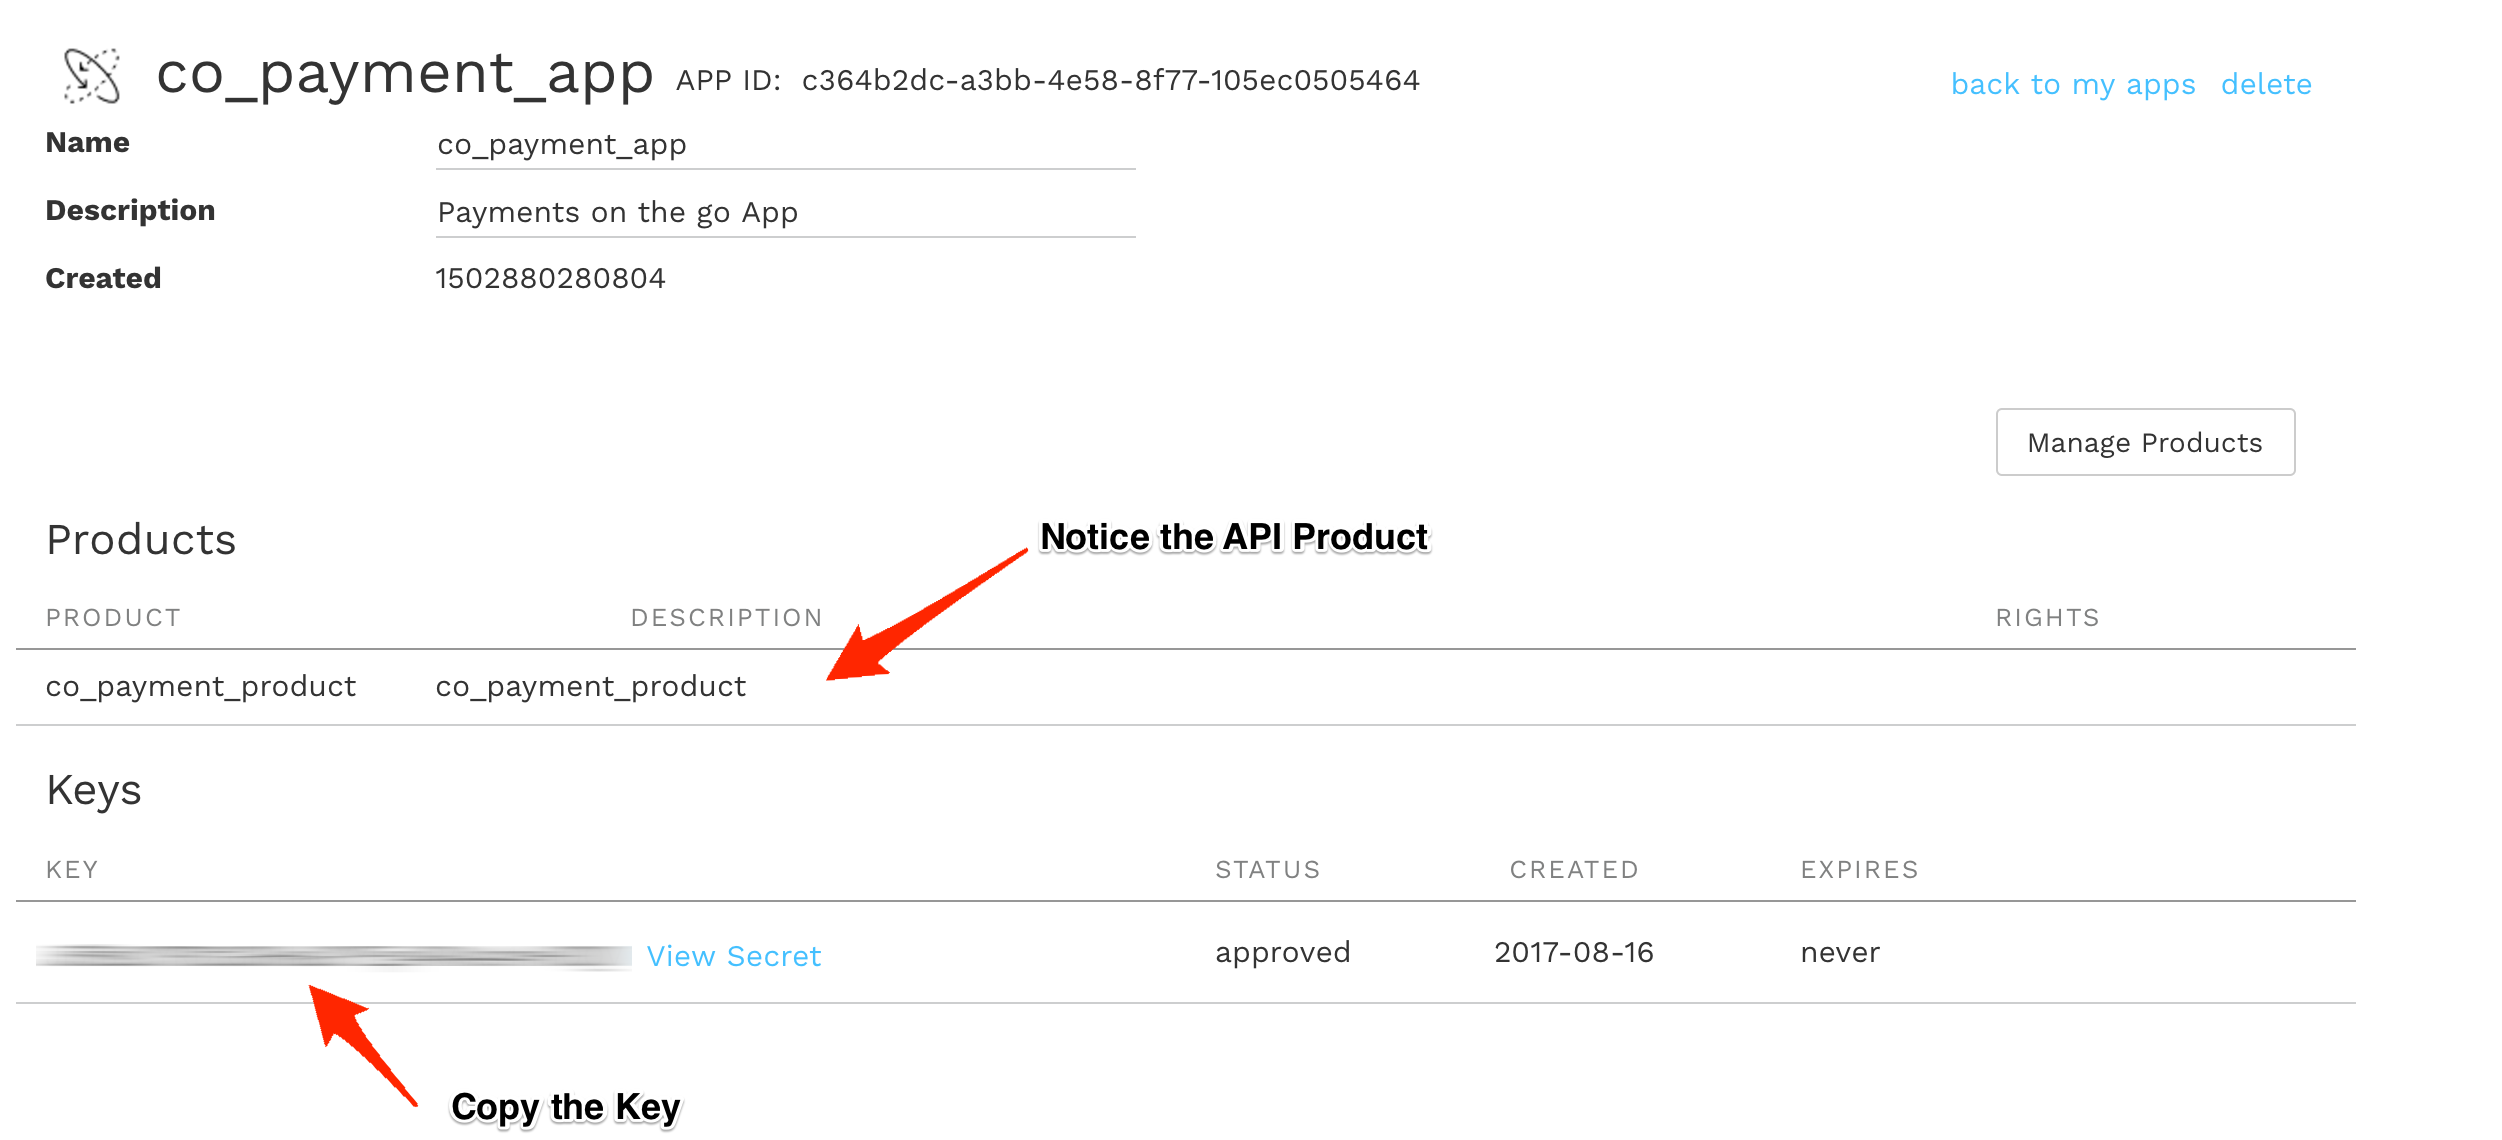 co_payment_app APP ID: c364b2dc-a3bb-4e58-8f77-105ec0505464 back to my apps delete
Name co_payment_app
Description Payments on the go App
Created 1502880280804
Manage Products
Notice the API Product
Products
PRODUCT DESCRIPTION RIGHTS
co_payment_product co_payment_product
Keys
KEY STATUS CREATED EXPIRES
View Secret approved 2017-08-16 never
Copy the Key